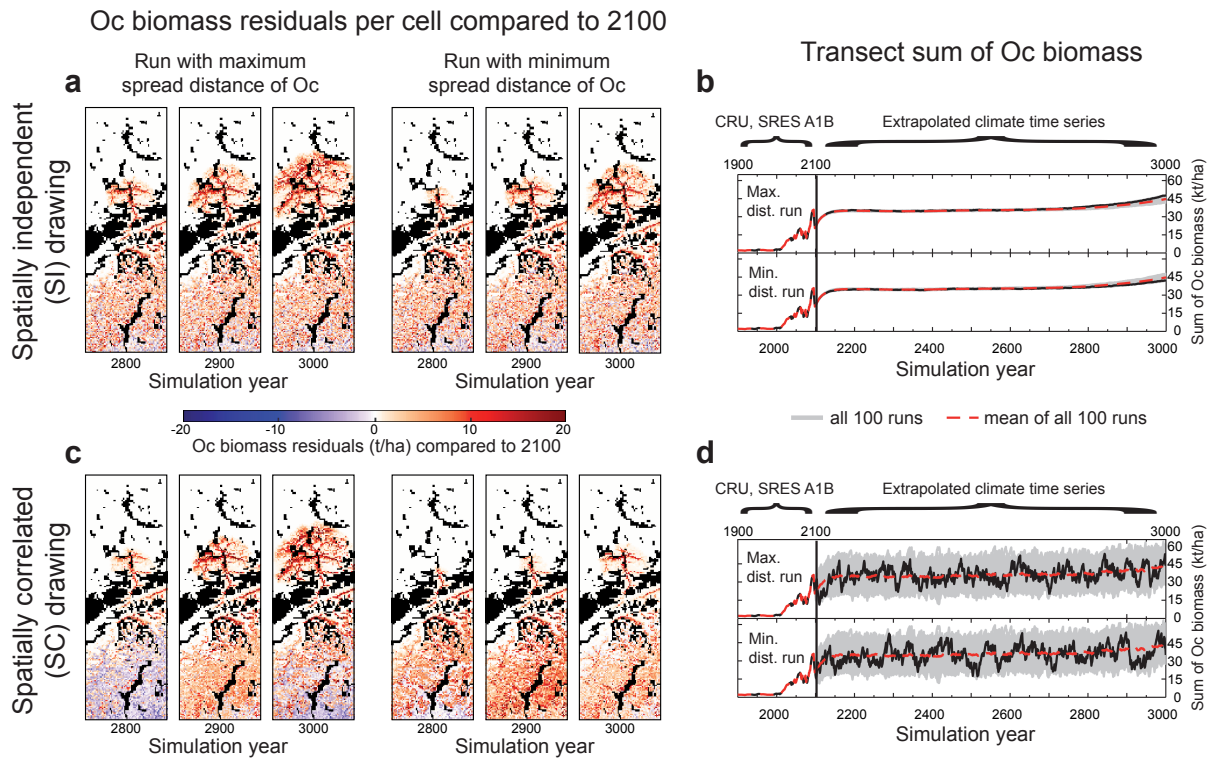 Oc biomass residuals per cell compared to 2100
Run with maximum
spread distance of Oc
Run with minimum
spread distance of Oc
Transect sum of Oc biomass
a
Spatially independent
(SI) drawing
2800
2900
3000
2800
2900
3000
Simulation year
Simulation year
b
CRU, SRES A1B
Extrapolated climate time series
1900
2100
3000
Max.
dist. run
60
45
30
15
0
Min.
dist. run
45
30
15
0
Sum of Oc biomass (kt/ha)
2000
2200
2400
2600
2800
3000
Simulation year
-20
-10
0
10
20
Oc biomass residuals (t/ha) compared to 2100
all 100 runs
mean of all 100 runs
c
Spatially correlated
(SC) drawing
2800
2900
3000
2800
2900
3000
Simulation year
Simulation year
d
CRU, SRES A1B
Extrapolated climate time series
1900
2100
3000
Max.
dist. run
60
45
30
15
0
Min.
dist. run
45
30
15
0
Sum of Oc biomass (kt/ha)
2000
2200
2400
2600
2800
3000
Simulation year